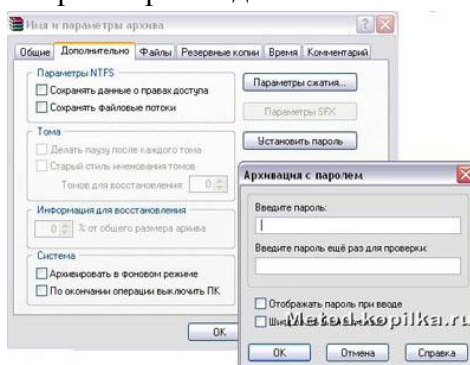 Имя и параметры архива
Общие Дополнительно Файлы Резервные копии Время Комментарий
Параметры NTFS
Сохранять данные о правах доступа
Сохранять файловые потоки
Параметры сжатия...
Параметры SFX
Установить пароль
Тома
Делать паузу после каждого тома
Старый стиль именования томов
Томов для восстановления 0
Информация для восстановления
0 % от общего размера архива
Система
Архивировать в фоновом режиме
По окончании операции выключить ПК
OK
Архивация с паролем
Введите пароль:
Введите пароль ещё раз для проверки:
Отображать пароль при вводе
Metod-kopilka.ru
OK Отмена Справка